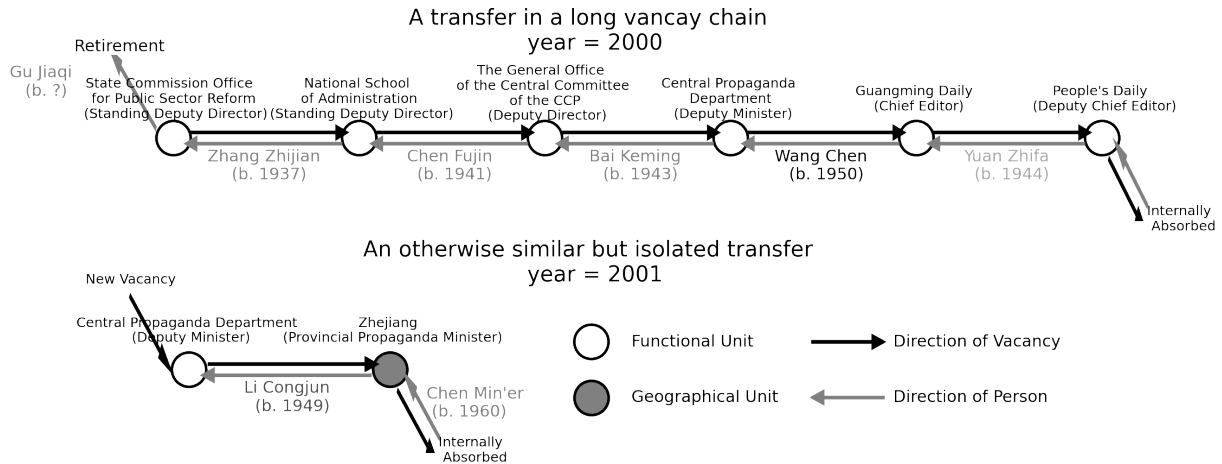 A transfer in a long vancay chain
year = 2000
Retirement
Gu Jiaqi
(b. ?)
State Commission Office
for Public Sector Reform
(Standing Deputy Director)
National School
of Administration
(Standing Deputy Director)
The General Office
of the Central Committee
of the CCP
(Deputy Director)
Central Propaganda
Department
(Deputy Minister)
Guangming Daily
(Chief Editor)
People's Daily
(Deputy Chief Editor)
Zhang Zhijian
(b. 1937)
Chen Fujin
(b. 1941)
Bai Keming
(b. 1943)
Wang Chen
(b. 1950)
Yuan Zhifa
(b. 1944)
Internally
Absorbed
An otherwise similar but isolated transfer
year = 2001
New Vacancy
Central Propaganda Department
(Deputy Minister)
Zhejiang
(Provincial Propaganda Minister)
Li Congjun
(b. 1949)
Chen Min'er
(b. 1960)
Internally
Absorbed
Functional Unit
Direction of Vacancy
Geographical Unit
Direction of Person